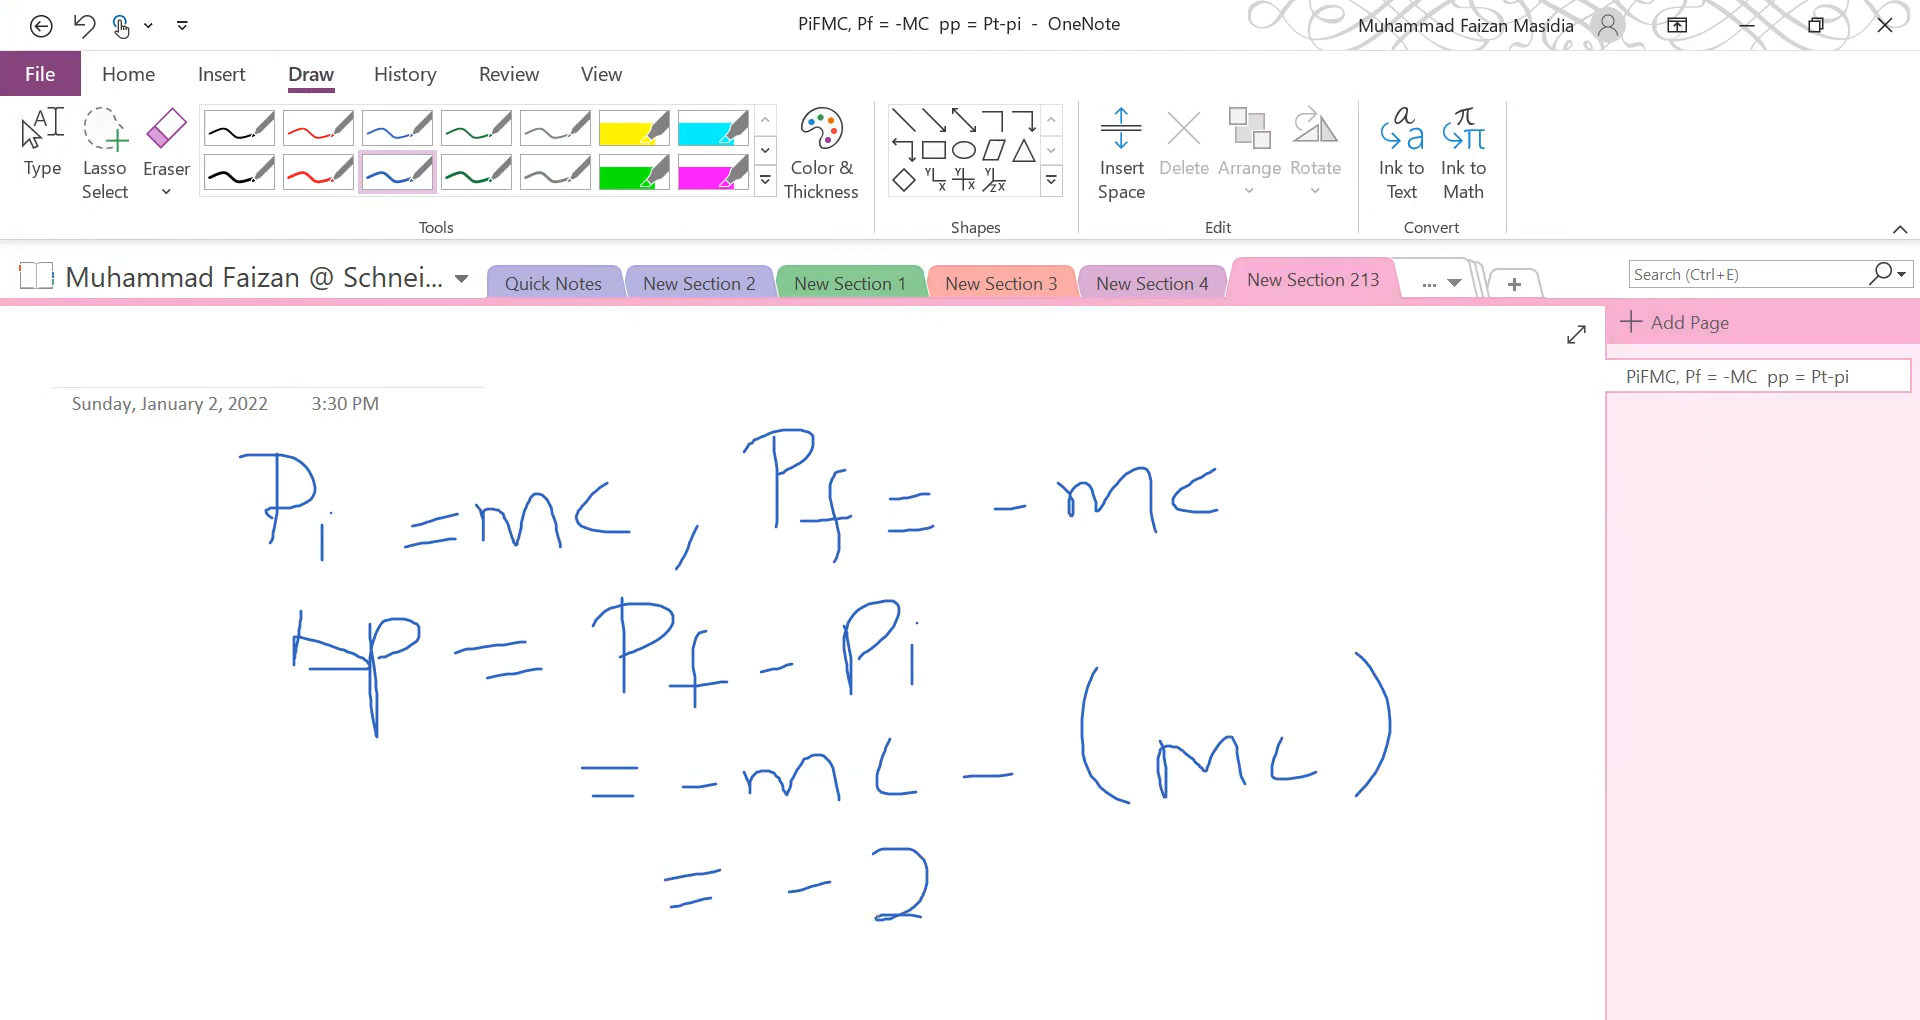 PiFMC, Pf = -MC pp = Pt-pi - OneNote
Muhammad Faizan Masidia
File Home Insert Draw History Review View
Type
Lasso Select
Eraser
Color & Thickness
Insert Space
Delete
Arrange
Rotate
Ink to Text
Ink to Math
Tools
Shapes
Edit
Convert
Muhammad Faizan @ Schnei...
Quick Notes
New Section 2
New Section 1
New Section 3
New Section 4
New Section 213
...
Search (Ctrl+E)
Add Page
PiFMC, Pf = -MC pp = Pt-pi
Sunday, January 2, 2022 3:30 PM
Pi = mc, Pf = - mc
Δp = Pf - Pi
= - mc - (mc)
= - 2